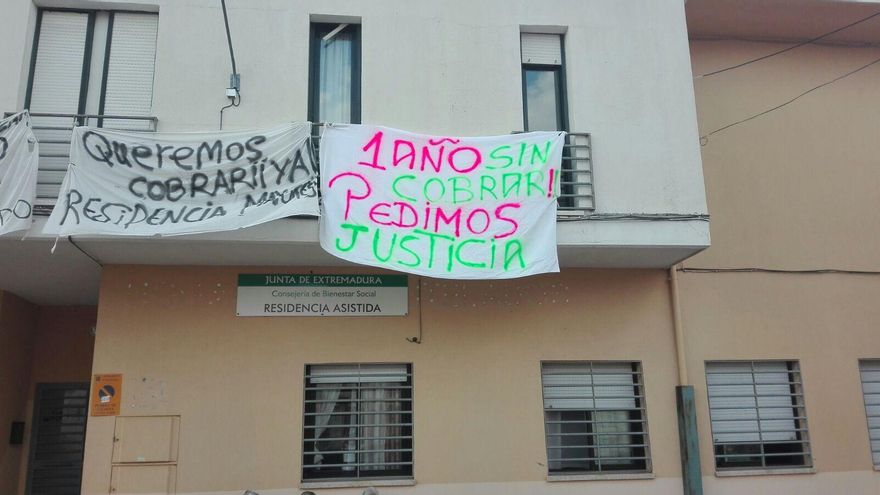 Queremos
COBRAR¡¡YA
RESIDENCIA MAYORES
1 AÑO SIN
COBRAR!!
PEDIMOS
JUSTICIA
JUNTA DE EXTREMADURA
Consejería de Bienestar Social
RESIDENCIA ASISTIDA